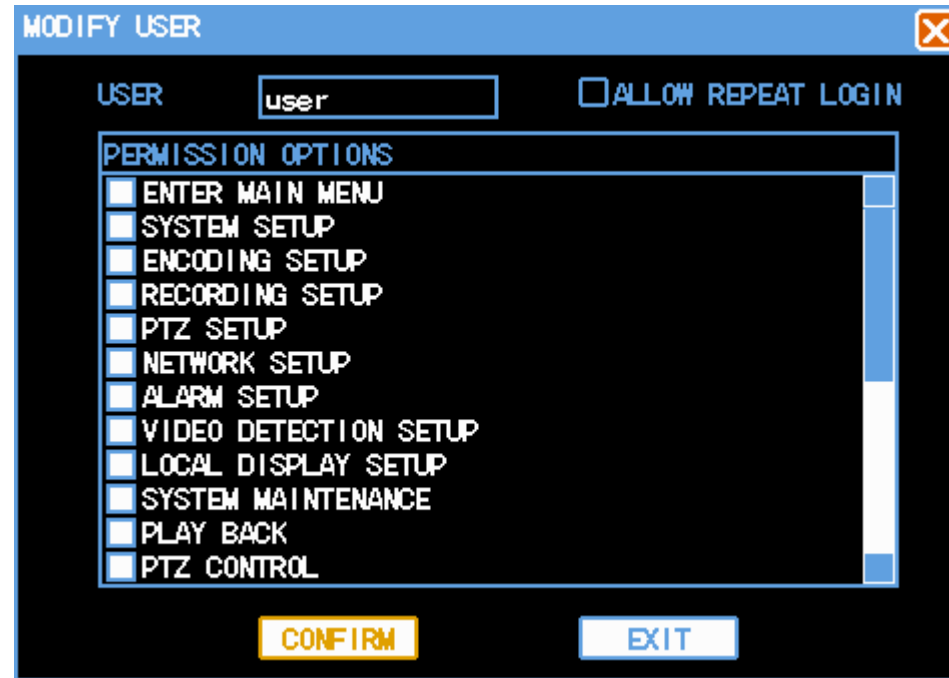 MODIFY USER
USER user ALLOW REPEAT LOGIN
PERMISSION OPTIONS
ENTER MAIN MENU
SYSTEM SETUP
ENCODING SETUP
RECORDING SETUP
PTZ SETUP
NETWORK SETUP
ALARM SETUP
VIDEO DETECTION SETUP
LOCAL DISPLAY SETUP
SYSTEM MAINTENANCE
PLAY BACK
PTZ CONTROL
CONFIRM EXIT